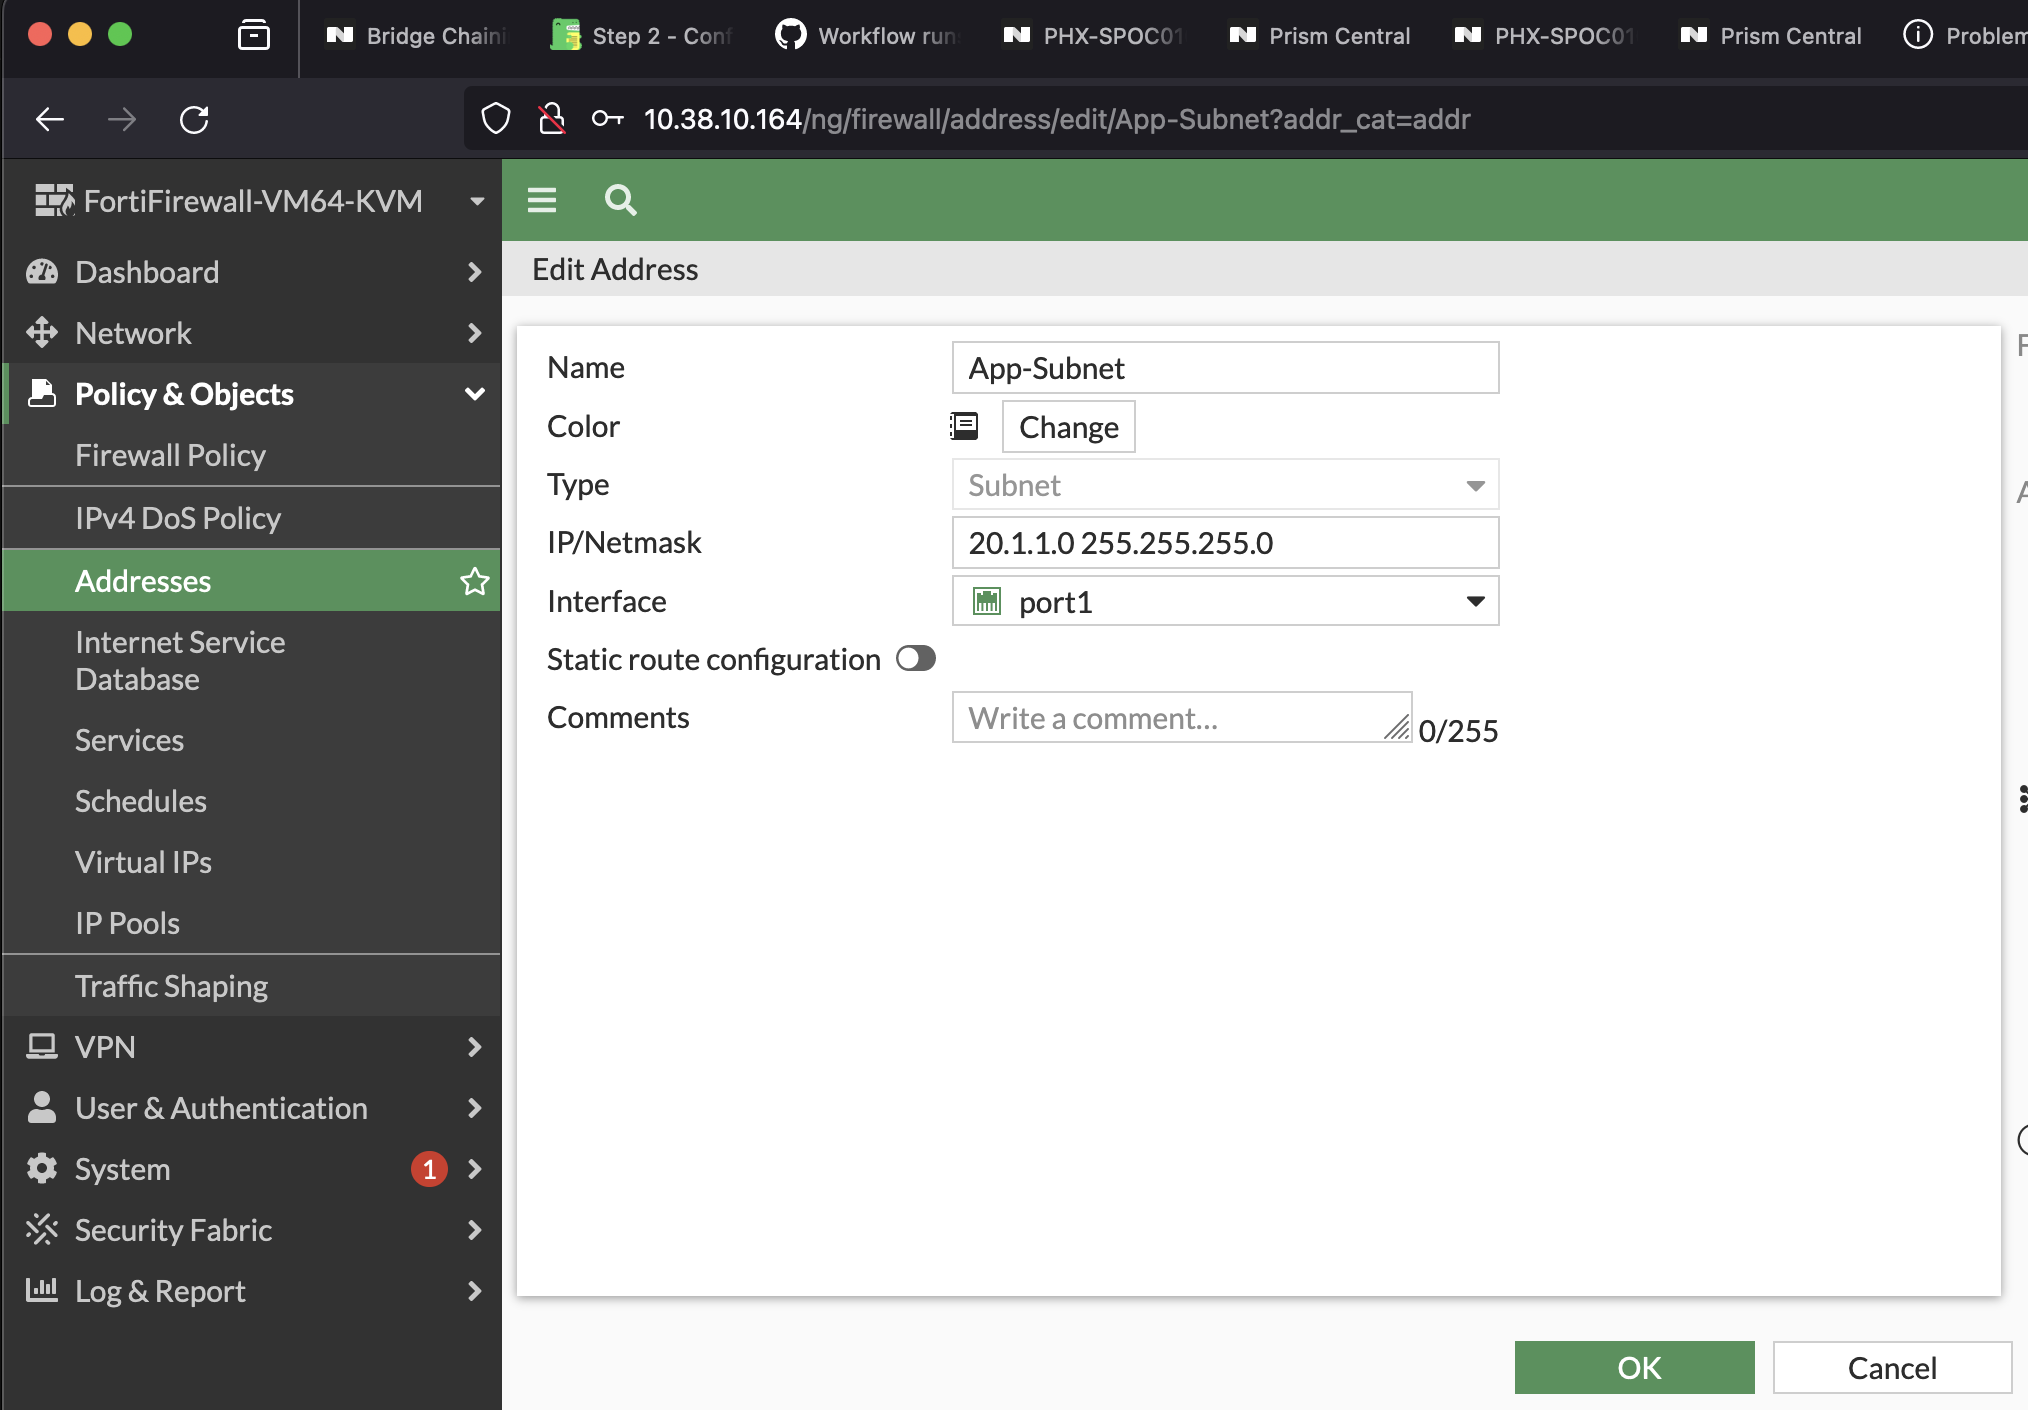 Bridge Chaini
Step 2 - Conf
Workflow run
PHX-SPOC01
Prism Central
PHX-SPOC01
Prism Central
Problem
10.38.10.164/ng/firewall/address/edit/App-Subnet?addr_cat=addr
FortiFirewall-VM64-KVM
Dashboard
Network
Policy & Objects
Firewall Policy
IPv4 DoS Policy
Addresses
Internet Service
Database
Services
Schedules
Virtual IPs
IP Pools
Traffic Shaping
VPN
User & Authentication
System 1
Security Fabric
Log & Report
Edit Address
Name App-Subnet
Color Change
Type Subnet
IP/Netmask 20.1.1.0 255.255.255.0
Interface port1
Static route configuration
Comments Write a comment... 0/255
OK Cancel